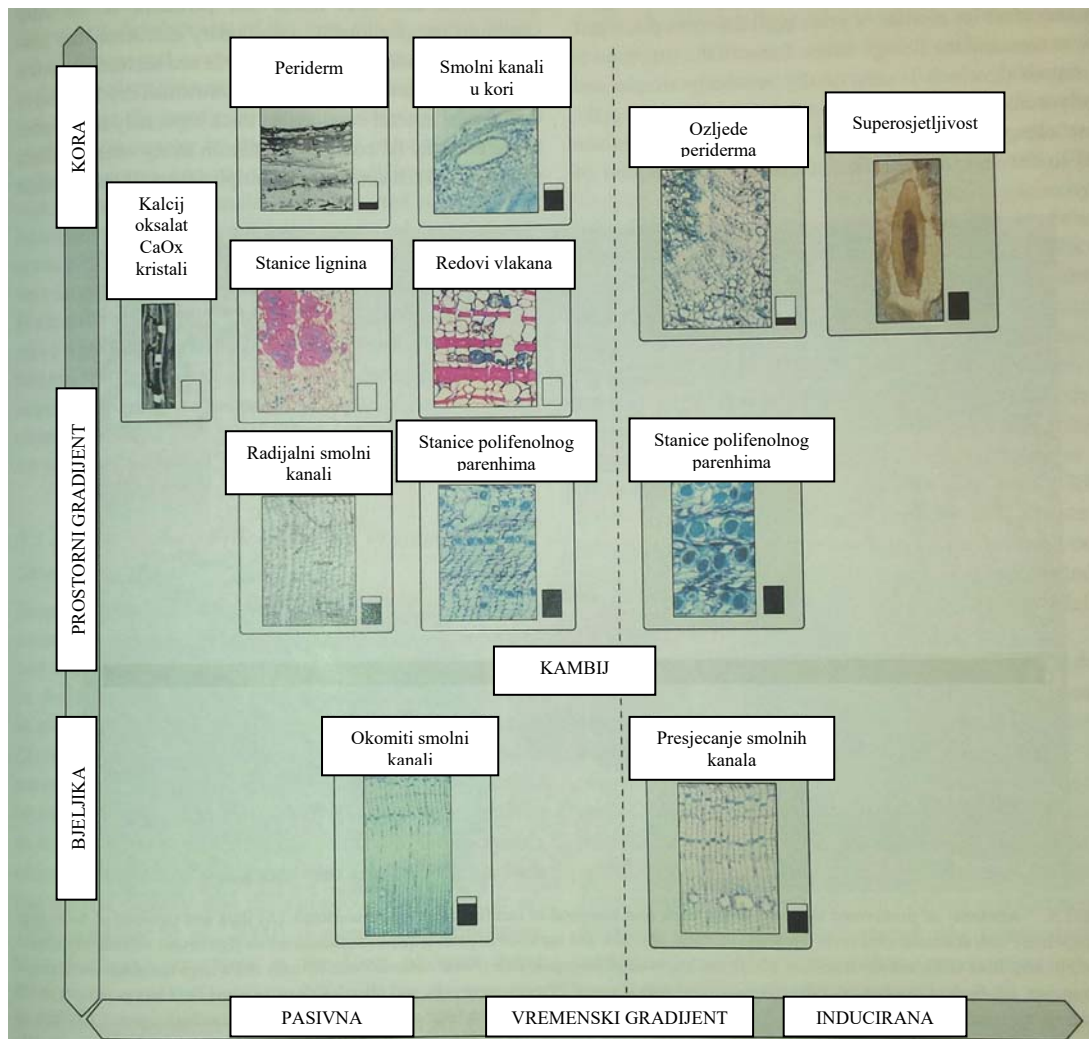 KORA
Periderm
Smolni kanali
u kori
Ozljede
periderma
Superosjetljivost
Kalcij
oksalat
CaOx
kristali
Stanice lignina
Redovi vlakana
PROSTORNI GRADIJENT
Radijalni smolni
kanali
Stanice polifenolnog
parenhima
Stanice polifenolnog
parenhima
KAMBIJ
BJELJIKA
Okomiti smolni
kanali
Presjecanje smolnih
kanala
PASIVNA
VREMENSKI GRADIJENT
INDUCIRANA